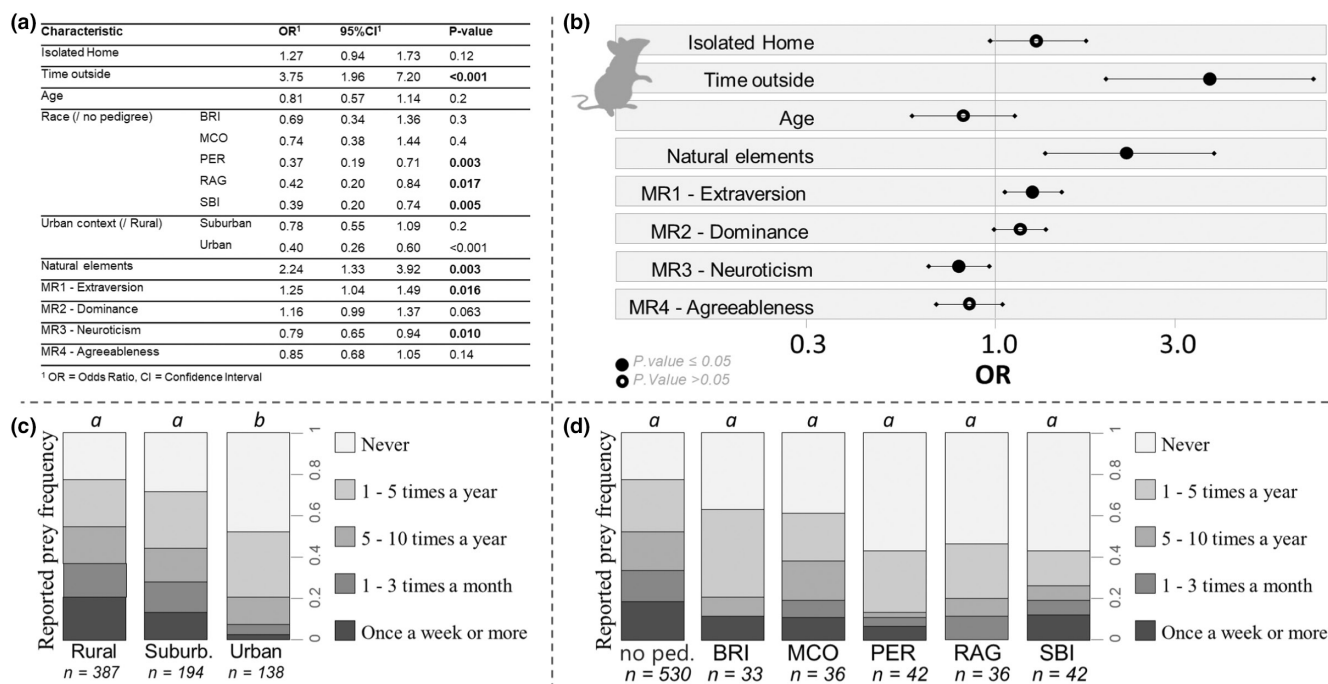 (a)
Characteristic OR¹ 95%CI¹ P-value
Isolated Home 1.27 0.94 1.73 0.12
Time outside 3.75 1.96 7.20 <0.001
Age 0.81 0.57 1.14 0.2
Race (/ no pedigree) BRI 0.69 0.34 1.36 0.3
MCO 0.74 0.38 1.44 0.4
PER 0.37 0.19 0.71 0.003
RAG 0.42 0.20 0.84 0.017
SBI 0.39 0.20 0.74 0.005
Urban context (/ Rural) Suburban 0.78 0.55 1.09 0.2
Urban 0.40 0.26 0.60 <0.001
Natural elements 2.24 1.33 3.92 0.003
MR1 - Extraversion 1.25 1.04 1.49 0.016
MR2 - Dominance 1.16 0.99 1.37 0.063
MR3 - Neuroticism 0.79 0.65 0.94 0.010
MR4 - Agreeableness 0.85 0.68 1.05 0.14
¹ OR = Odds Ratio, CI = Confidence Interval
(b)
Isolated Home
Time outside
Age
Natural elements
MR1 - Extraversion
MR2 - Dominance
MR3 - Neuroticism
MR4 - Agreeableness
0.3 1.0 3.0
OR
P.value ≤ 0.05
P.Value >0.05
(c)
a a b
Reported prey frequency
1
0.8
0.6
0.4
0.2
0
Never
1 - 5 times a year
5 - 10 times a year
1 - 3 times a month
Once a week or more
Rural Suburb. Urban
n = 387 n = 194 n = 138
(d)
a a a a a a
Reported prey frequency
1
0.8
0.6
0.4
0.2
0
Never
1 - 5 times a year
5 - 10 times a year
1 - 3 times a month
Once a week or more
no ped. BRI MCO PER RAG SBI
n = 530 n = 33 n = 36 n = 42 n = 36 n = 42